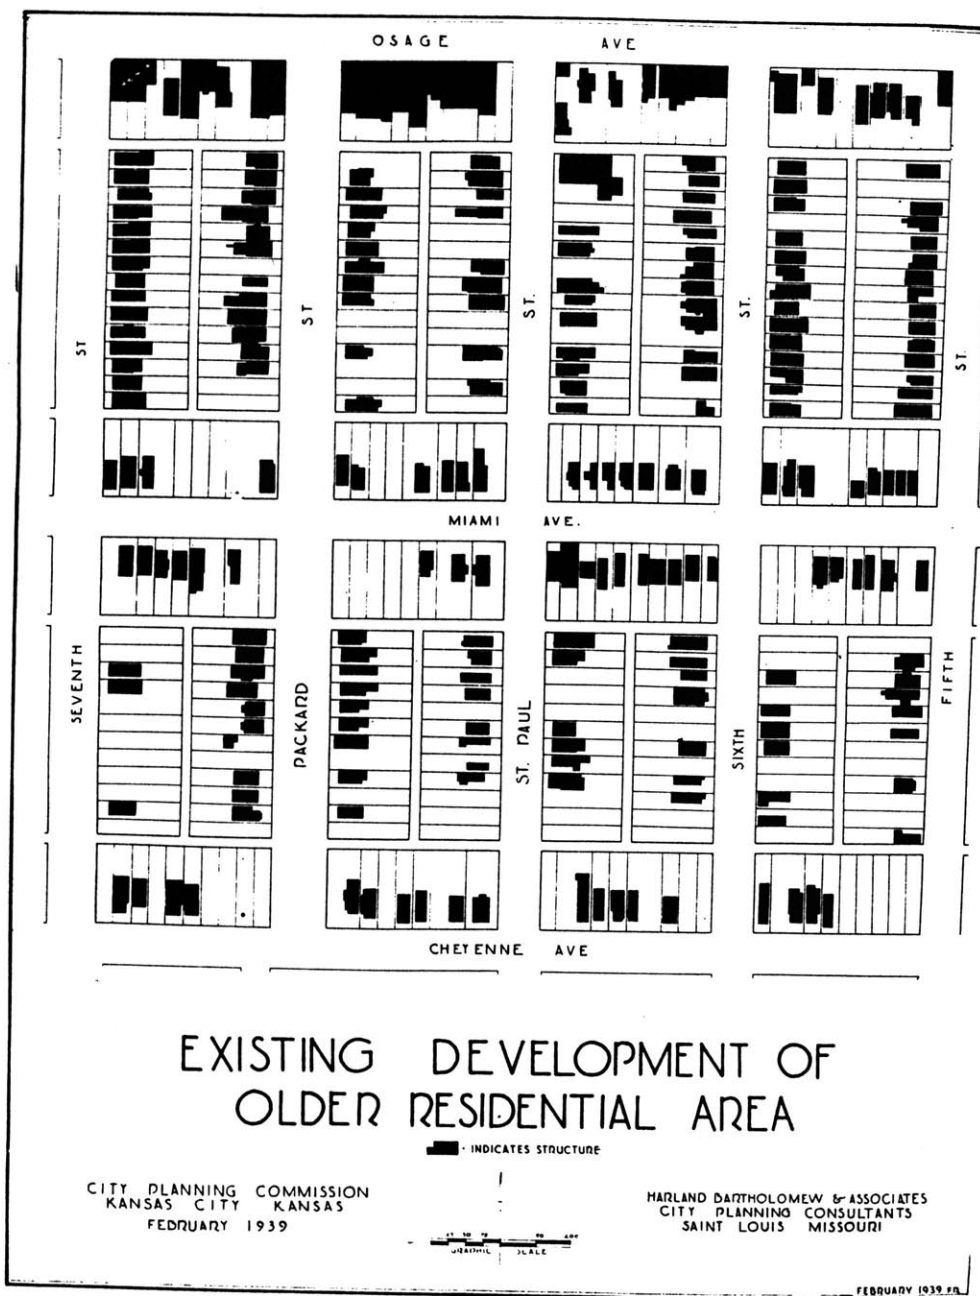 OSAGE AVE
ST
ST
ST.
ST.
ST.
MIAMI AVE.
SEVENTH
PACKARD
ST. PAUL
SIXTH
FIFTH
CHEYENNE AVE
EXISTING DEVELOPMENT OF
OLDER RESIDENTIAL AREA
- INDICATES STRUCTURE
CITY PLANNING COMMISSION
KANSAS CITY KANSAS
FEBRUARY 1939
GRAPHIC SCALE
HARLAND BARTHOLOMEW & ASSOCIATES
CITY PLANNING CONSULTANTS
SAINT LOUIS MISSOURI
FEBRUARY 1939